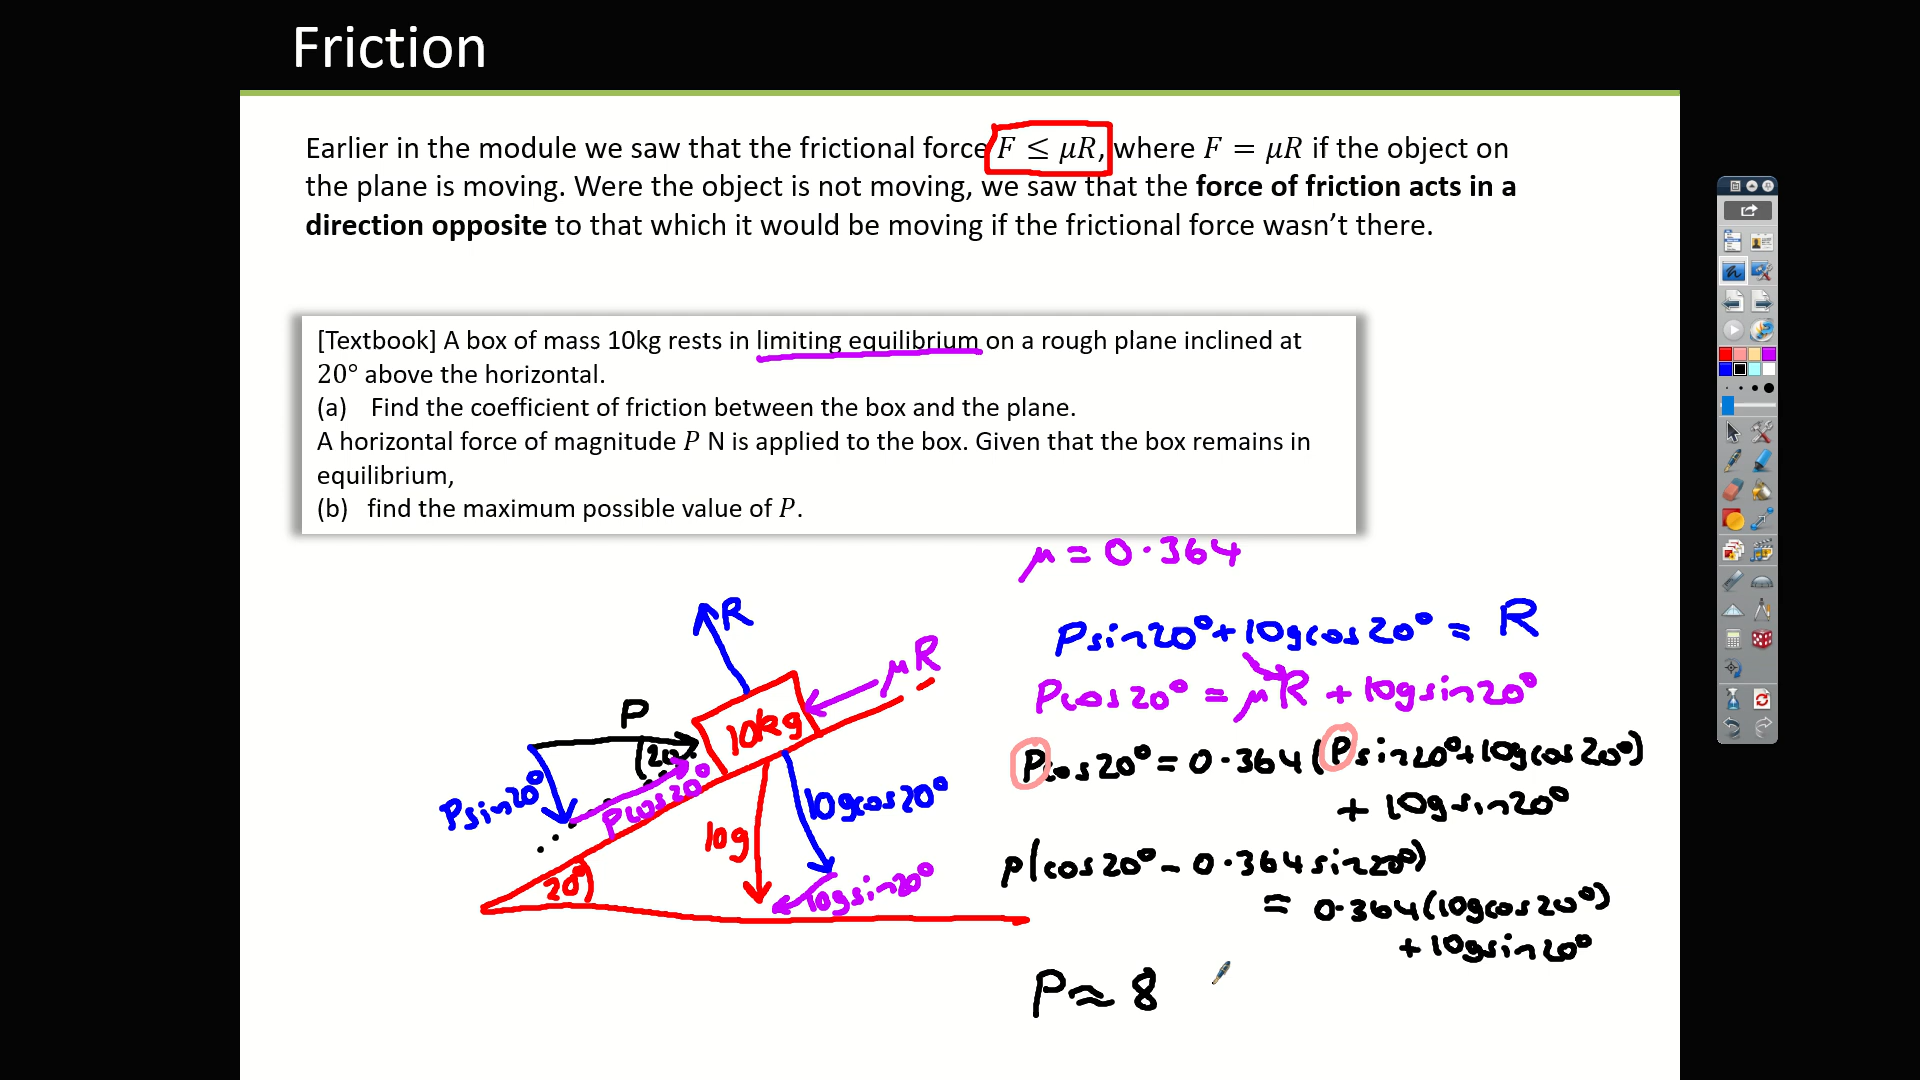 Friction
Earlier in the module we saw that the frictional force F ≤ μR, where F = μR if the object on
the plane is moving. Were the object is not moving, we saw that the force of friction acts in a
direction opposite to that which it would be moving if the frictional force wasn’t there.
[Textbook] A box of mass 10kg rests in limiting equilibrium on a rough plane inclined at
20° above the horizontal.
(a) Find the coefficient of friction between the box and the plane.
A horizontal force of magnitude P N is applied to the box. Given that the box remains in
equilibrium,
(b) find the maximum possible value of P.
μ = 0.364
R
μR
P
10kg
20°
Psin20°
Pcos20°
10g
10gcos20°
10gsin20°
20°
Psin20° + 10gcos20° = R
Pcos20° = μR + 10gsin20°
Pcos20° = 0.364(Psin20° + 10gcos20°)
+ 10gsin20°
P(cos20° - 0.364sin20°)
= 0.364(10gcos20°)
+ 10gsin20°
P ≈ 8